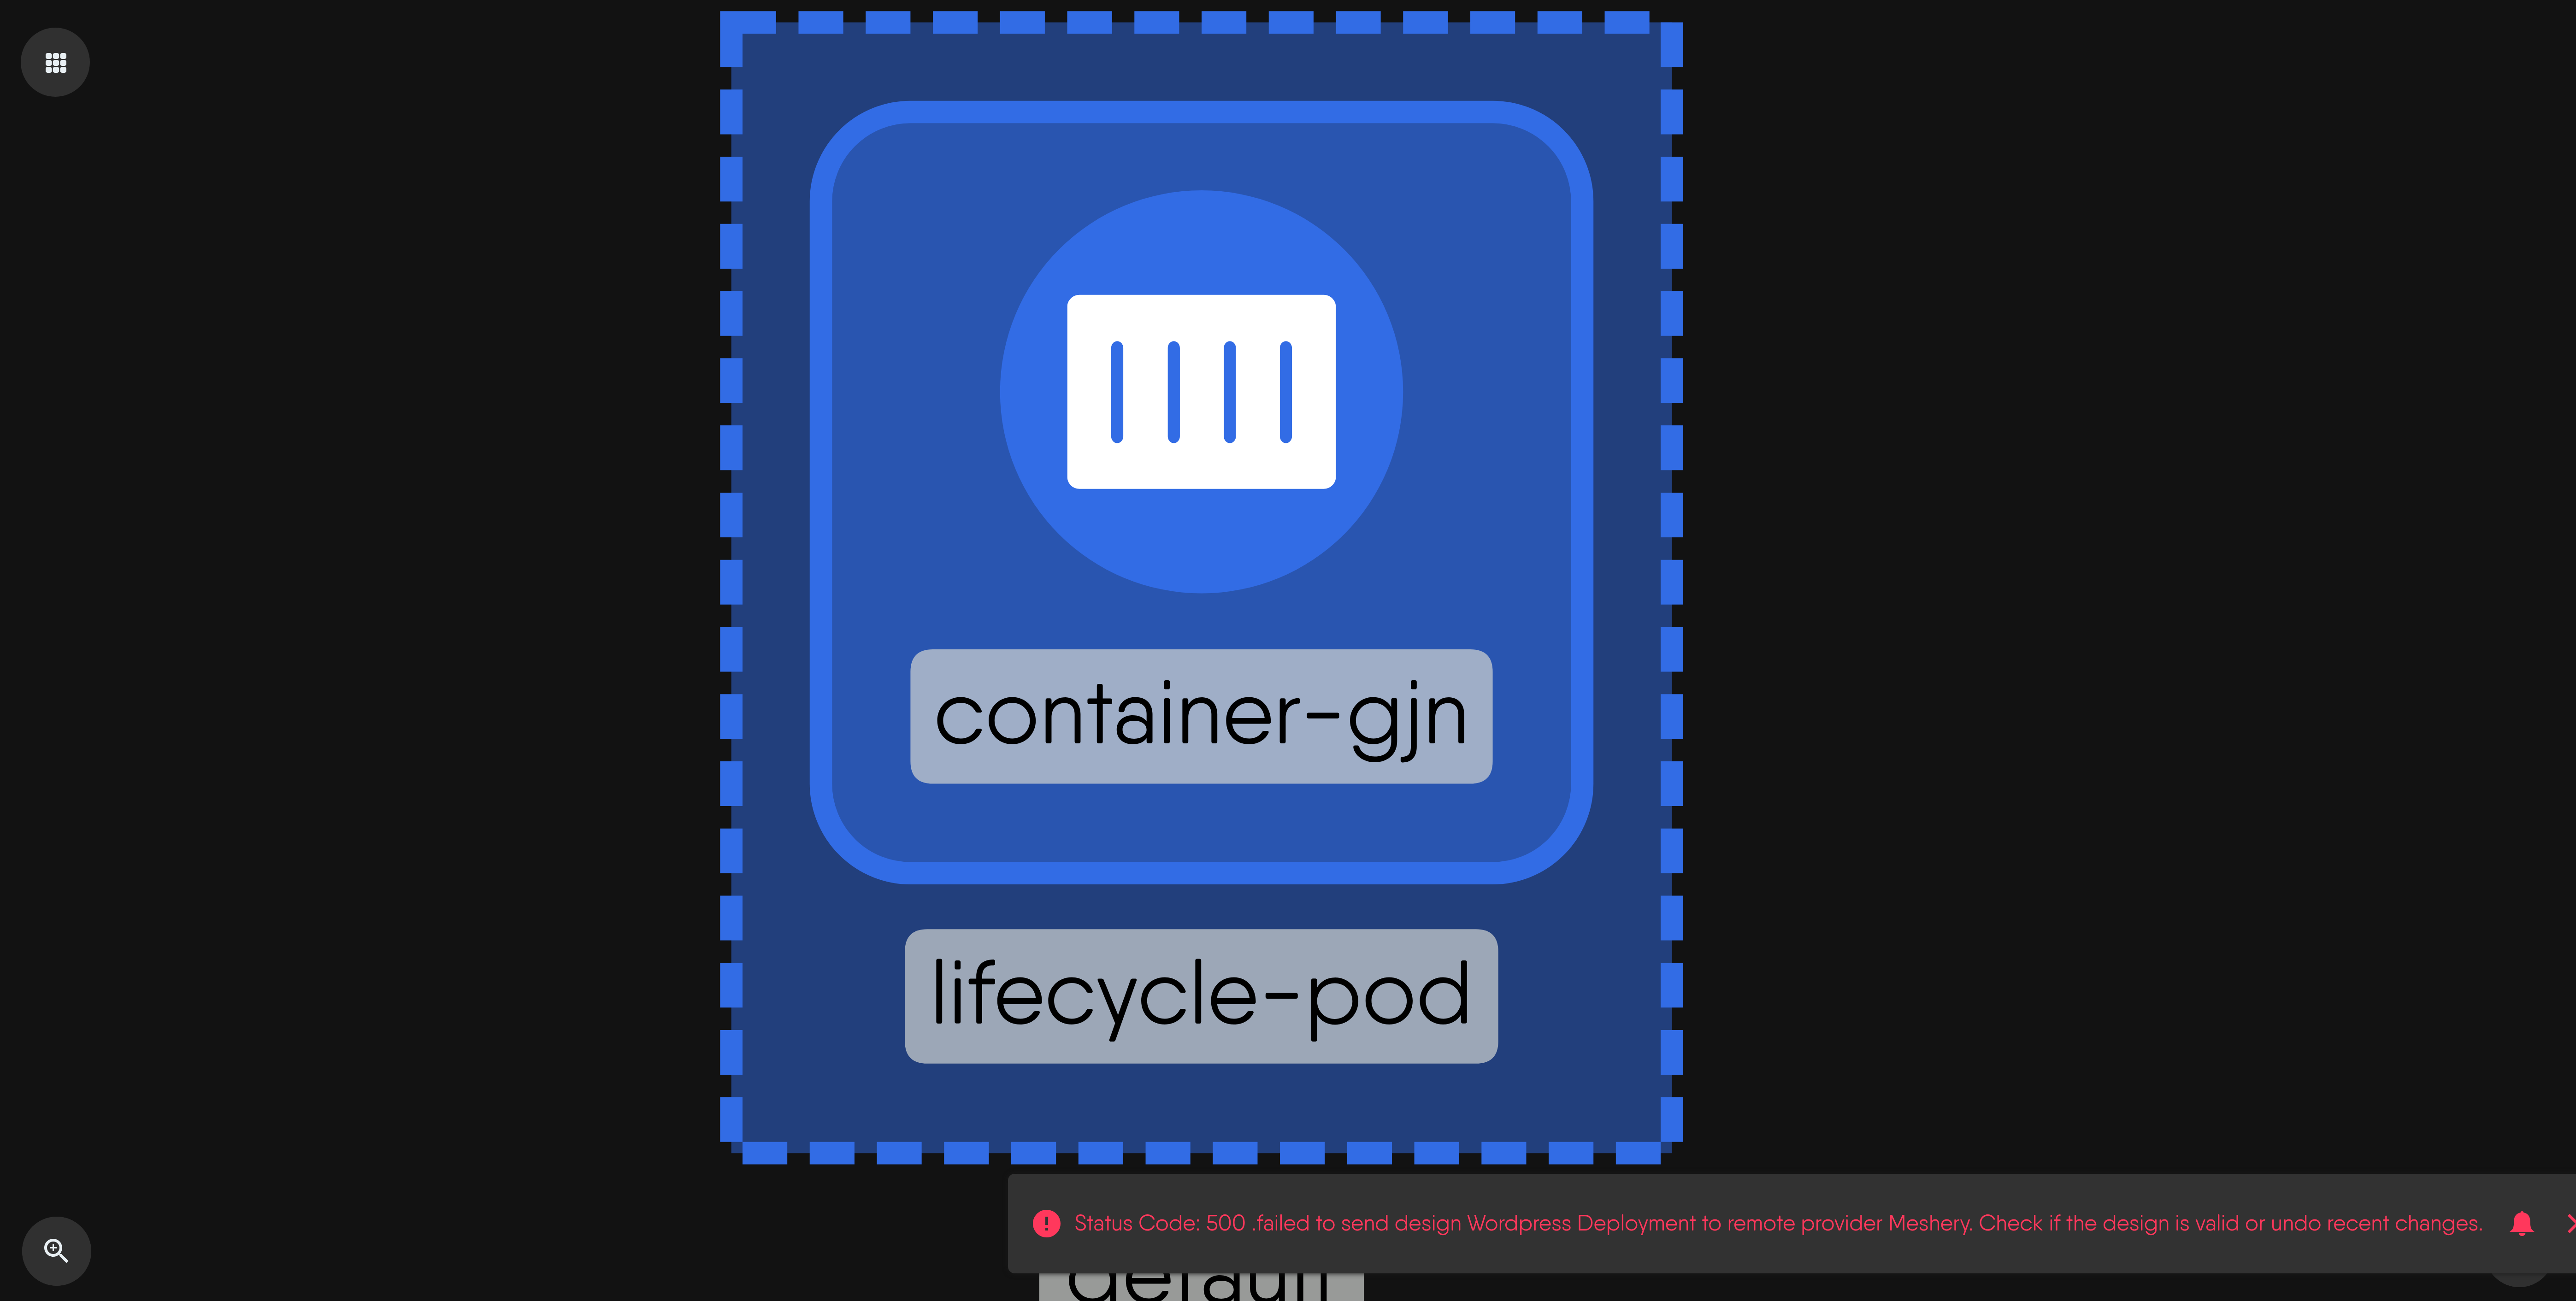 container-gjn
lifecycle-pod
Status Code: 500 .failed to send design Wordpress Deployment to remote provider Meshery. Check if the design is valid or undo recent changes.
default